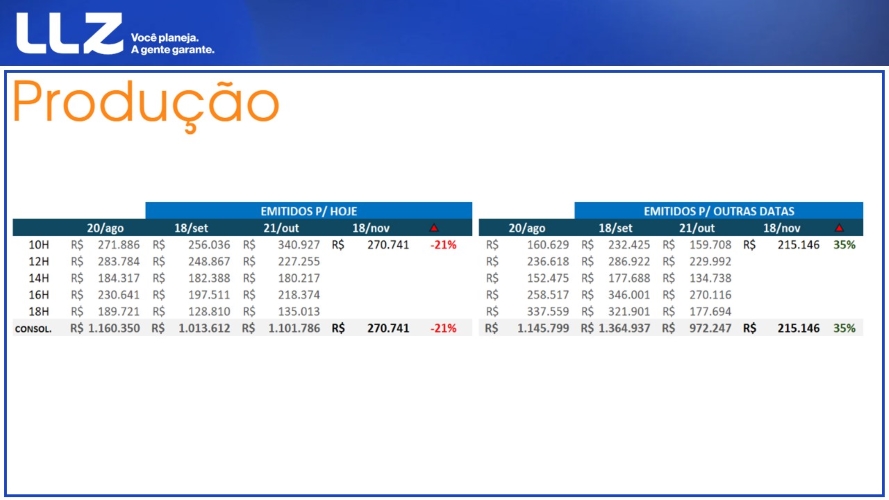 LLZ
Você planeja.
A gente garante.
Produção
EMITIDOS P/ HOJE EMITIDOS P/ OUTRAS DATAS
20/ago 18/set 21/out 18/nov 20/ago 18/set 21/out 18/nov
10H R$ 271.886 R$ 256.036 R$ 340.927 R$ 270.741 -21% R$ 160.629 R$ 232.425 R$ 159.708 R$ 215.146 35%
12H R$ 283.784 R$ 248.867 R$ 227.255 R$ 236.618 R$ 286.922 R$ 229.992
14H R$ 184.317 R$ 182.388 R$ 180.217 R$ 152.475 R$ 177.688 R$ 134.738
16H R$ 230.641 R$ 197.511 R$ 218.374 R$ 258.517 R$ 346.001 R$ 270.116
18H R$ 189.721 R$ 128.810 R$ 135.013 R$ 337.559 R$ 321.901 R$ 177.694
CONSOL. R$ 1.160.350 R$ 1.013.612 R$ 1.101.786 R$ 270.741 -21% R$ 1.145.799 R$ 1.364.937 R$ 972.247 R$ 215.146 35%